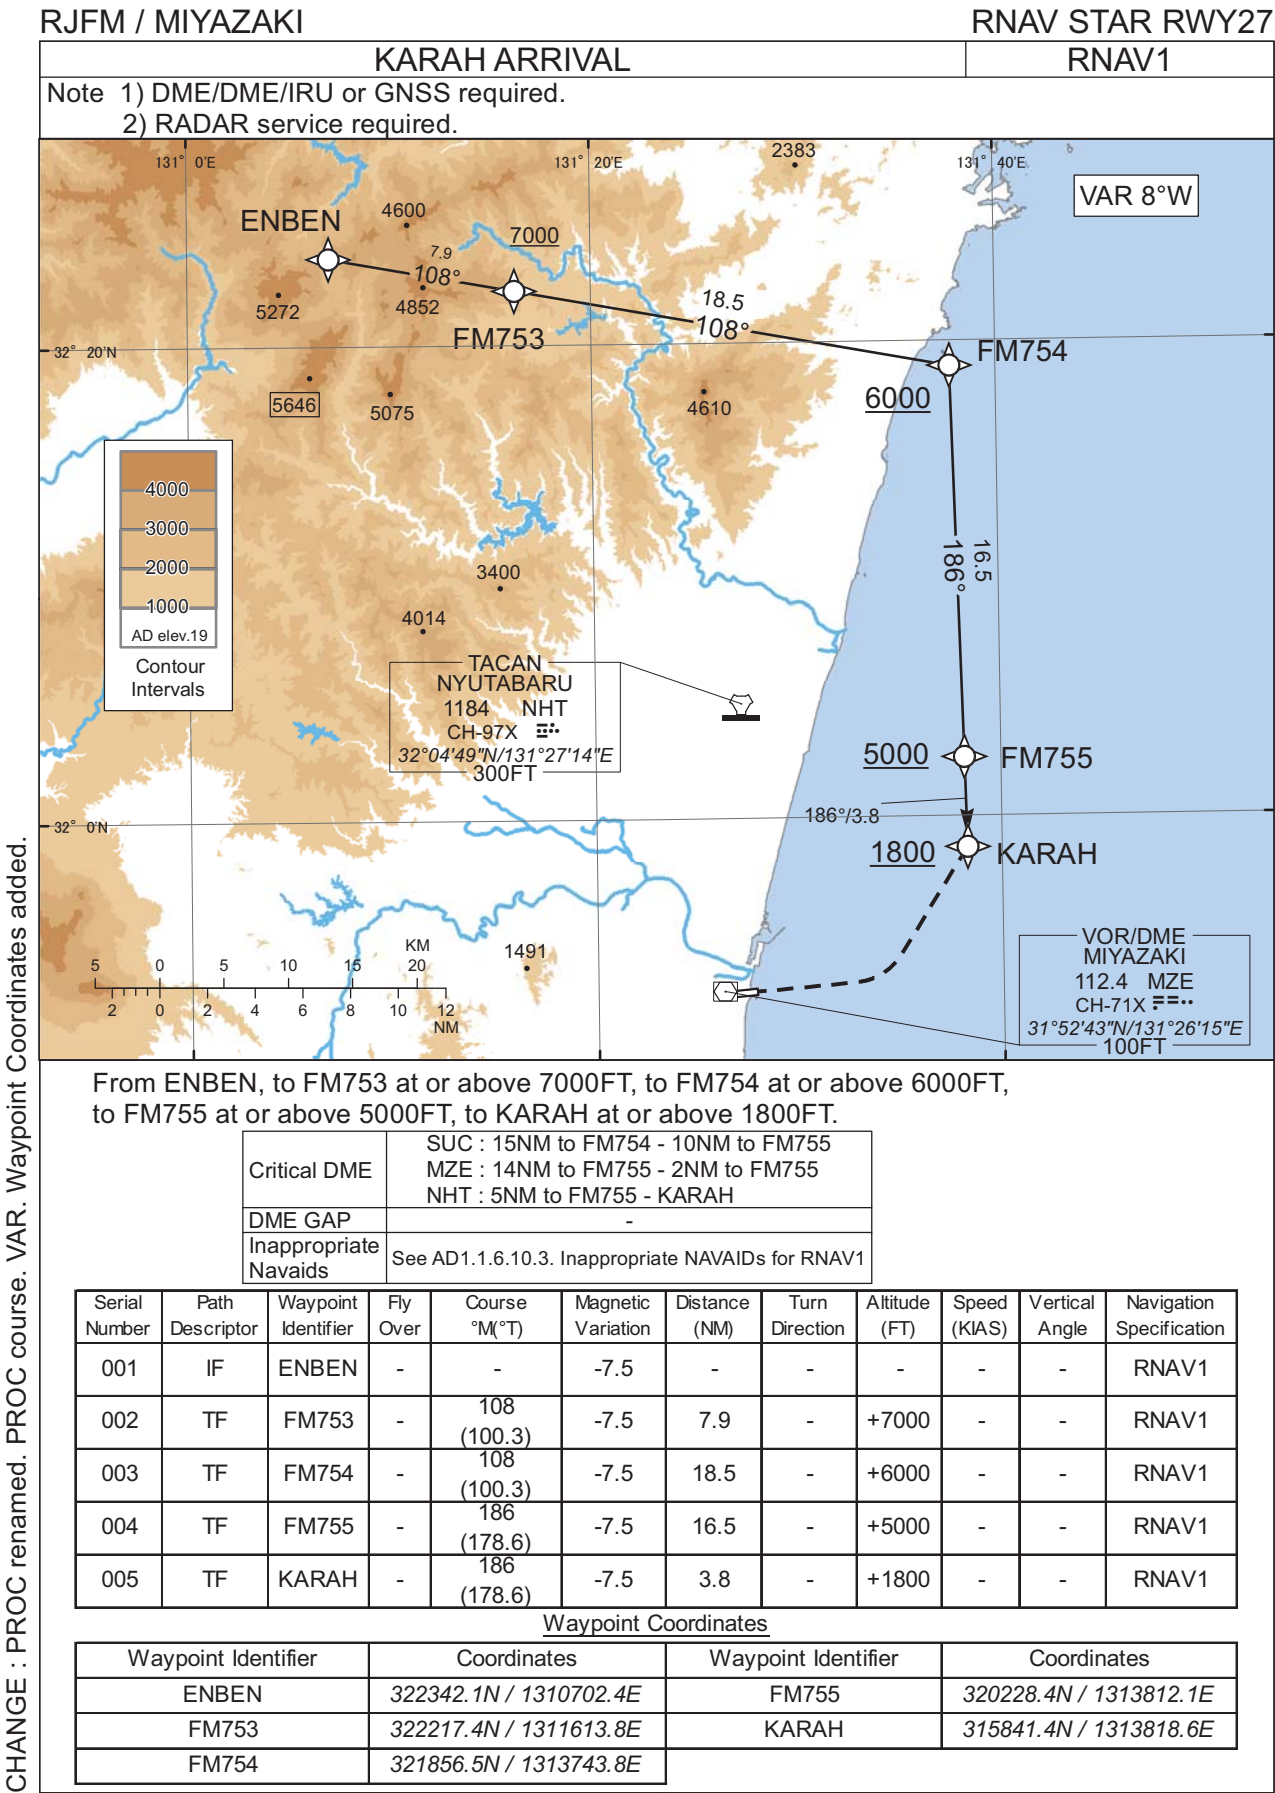 RJFM / MIYAZAKI
RNAV STAR RWY27
KARAH ARRIVAL
RNAV1
Note 1) DME/DME/IRU or GNSS required.
2) RADAR service required.
131° 0'E
131° 20'E
2383
131° 40'E
VAR 8°W
ENBEN
4600
7000
7.9
108°
5272
4852
FM753
18.5
108°
32° 20'N
FM754
5646
5075
4610
6000
4000
3000
2000
1000
AD elev.19
Contour
Intervals
16.5
186°
3400
4014
TACAN
NYUTABARU
1184 NHT
CH-97X
32°04'49"N/131°27'14"E
300FT
5000
FM755
186°/3.8
32° 0'N
1800
KARAH
KM
5 0 5 10 15 20
2 0 2 4 6 8 10 12
NM
1491
VOR/DME
MIYAZAKI
112.4 MZE
CH-71X
31°52'43"N/131°26'15"E
100FT
From ENBEN, to FM753 at or above 7000FT, to FM754 at or above 6000FT,
to FM755 at or above 5000FT, to KARAH at or above 1800FT.
Critical DME
SUC : 15NM to FM754 - 10NM to FM755
MZE : 14NM to FM755 - 2NM to FM755
NHT : 5NM to FM755 - KARAH
DME GAP -
Inappropriate
Navaids
See AD1.1.6.10.3. Inappropriate NAVAIDs for RNAV1
Serial Number Path Descriptor Waypoint Identifier Fly Over Course °M(°T) Magnetic Variation Distance (NM) Turn Direction Altitude (FT) Speed (KIAS) Vertical Angle Navigation Specification
001 IF ENBEN - - -7.5 - - - - - RNAV1
002 TF FM753 - 108 (100.3) -7.5 7.9 - +7000 - - RNAV1
003 TF FM754 - 108 (100.3) -7.5 18.5 - +6000 - - RNAV1
004 TF FM755 - 186 (178.6) -7.5 16.5 - +5000 - - RNAV1
005 TF KARAH - 186 (178.6) -7.5 3.8 - +1800 - - RNAV1
Waypoint Coordinates
Waypoint Identifier Coordinates Waypoint Identifier Coordinates
ENBEN 322342.1N / 1310702.4E FM755 320228.4N / 1313812.1E
FM753 322217.4N / 1311613.8E KARAH 315841.4N / 1313818.6E
FM754 321856.5N / 1313743.8E
CHANGE : PROC renamed. PROC course. VAR. Waypoint Coordinates added.